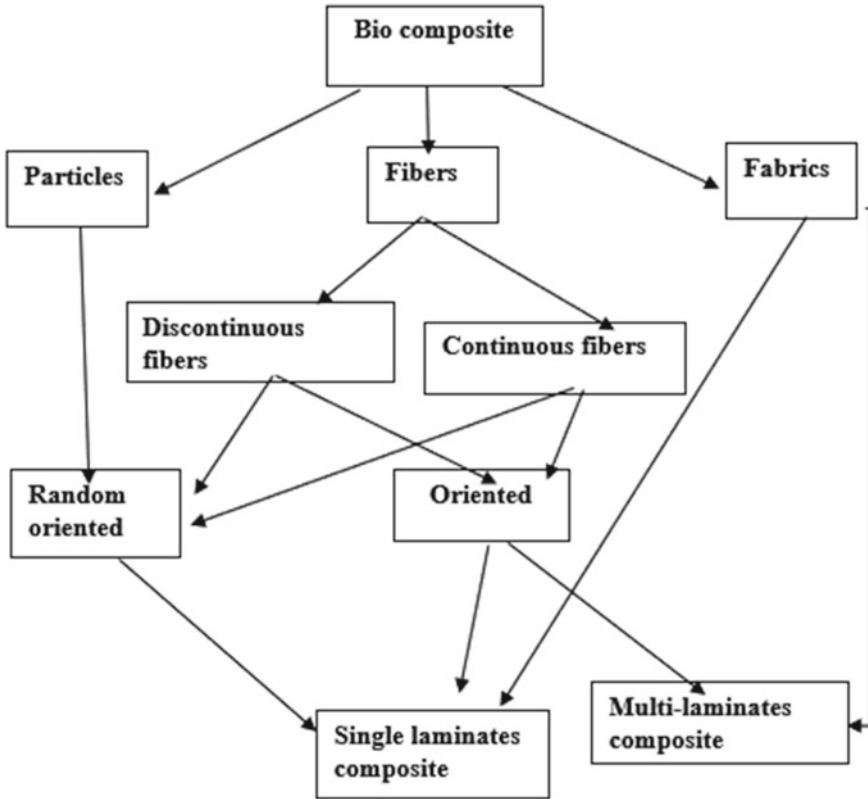 Bio composite
Particles
Fibers
Fabrics
Discontinuous
fibers
Continuous fibers
Random
oriented
Oriented
Single laminates
composite
Multi-laminates
composite